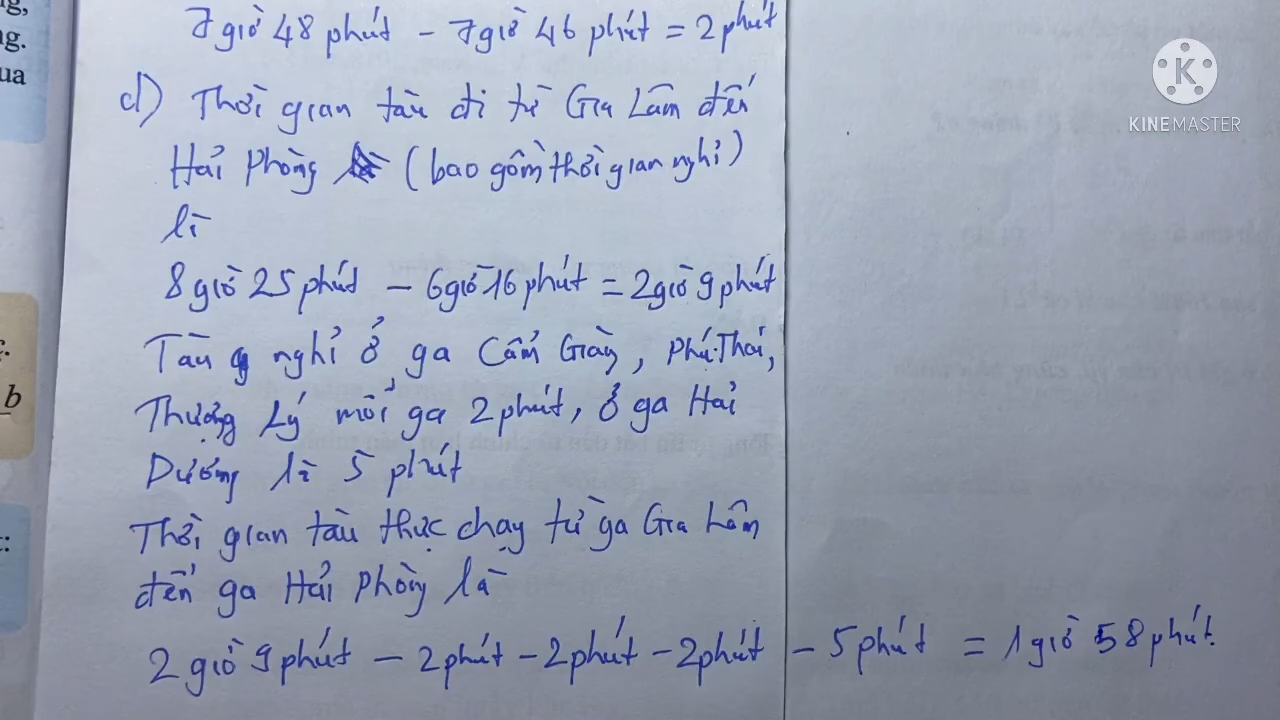 ng,
ng.
ua
7 giờ 48 phút - 7 giờ 46 phút = 2 phút
d) Thời gian tàu đi từ Gia Lâm đến
Hải Phòng (bao gồm thời gian nghỉ)
là
8 giờ 25 phút - 6 giờ 16 phút = 2 giờ 9 phút
Tàu nghỉ ở ga Cẩm Giàng, Phú Thái,
Thượng Lý mỗi ga 2 phút, ở ga Hải
Dương là 5 phút
Thời gian tàu thực chạy từ ga Gia Lâm
đến ga Hải Phòng là
2 giờ 9 phút - 2 phút - 2 phút - 2 phút - 5 phút = 1 giờ 58 phút.
b
K
KINEMASTER